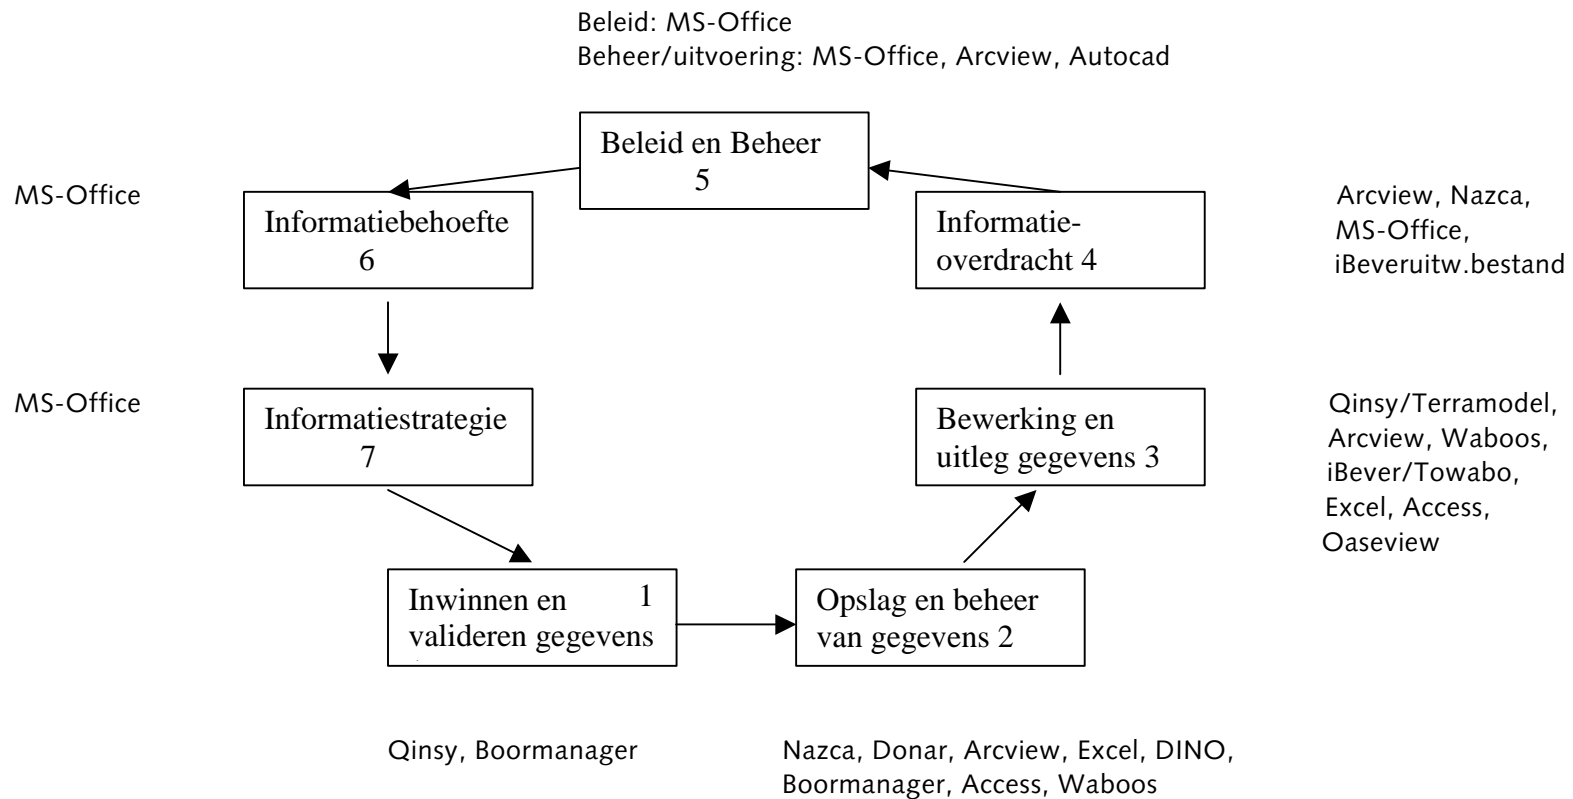 Beleid: MS-Office
Beheer/uitvoering: MS-Office, Arcview, Autocad
Beleid en Beheer
5
MS-Office
Informatiebehoefte
6
Informatie-
overdracht 4
Arcview, Nazca,
MS-Office,
iBeveruitw.bestand
MS-Office
Informatiestrategie
7
Bewerking en
uitleg gegevens 3
Qinsy/Terramodel,
Arcview, Waboos,
iBever/Towabo,
Excel, Access,
Oaseview
Inwinnen en 1
valideren gegevens
Opslag en beheer
van gegevens 2
Qinsy, Boormanager
Nazca, Donar, Arcview, Excel, DINO,
Boormanager, Access, Waboos